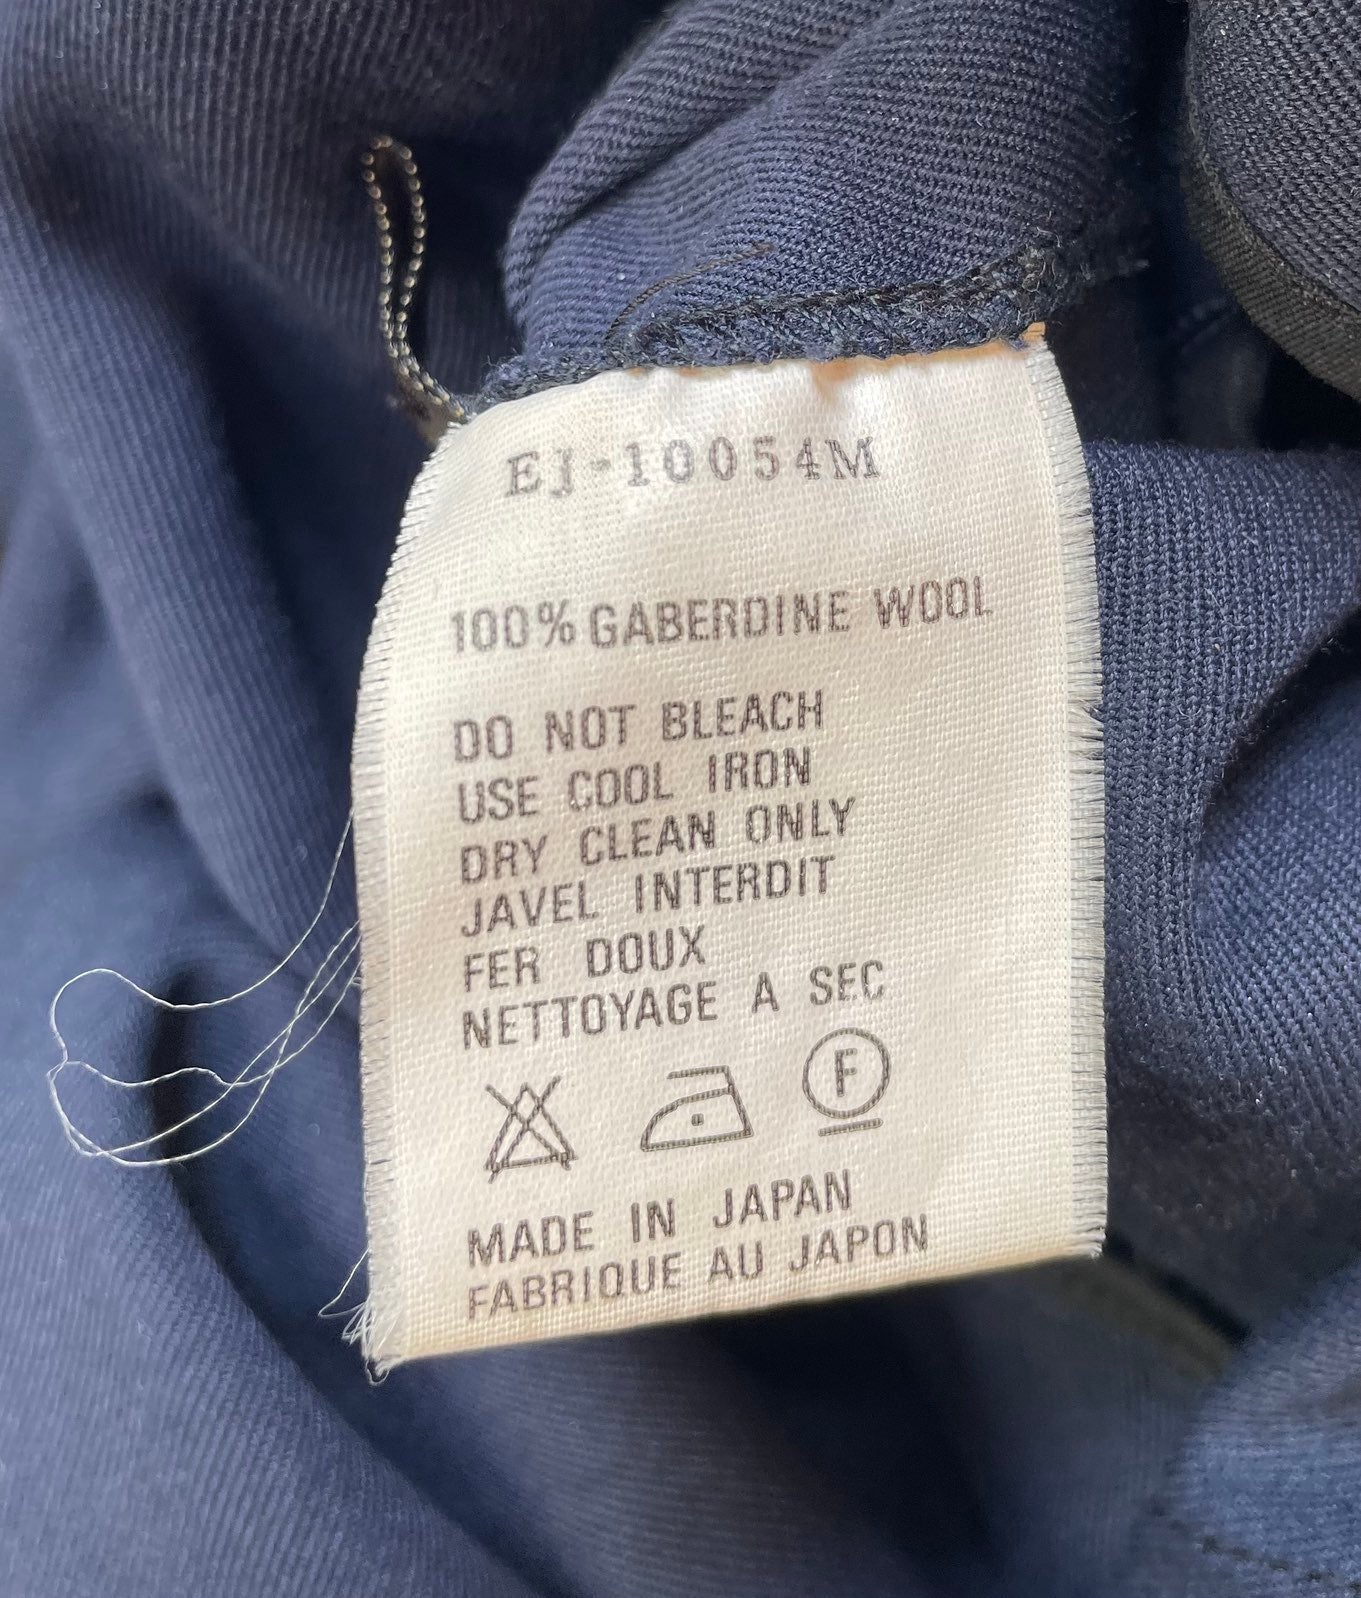 EJ-10054M
100% GABERDINE WOOL
DO NOT BLEACH
USE COOL IRON
DRY CLEAN ONLY
JAVEL INTERDIT
FER DOUX
NETTOYAGE A SEC
F
MADE IN JAPAN
FABRIQUE AU JAPON